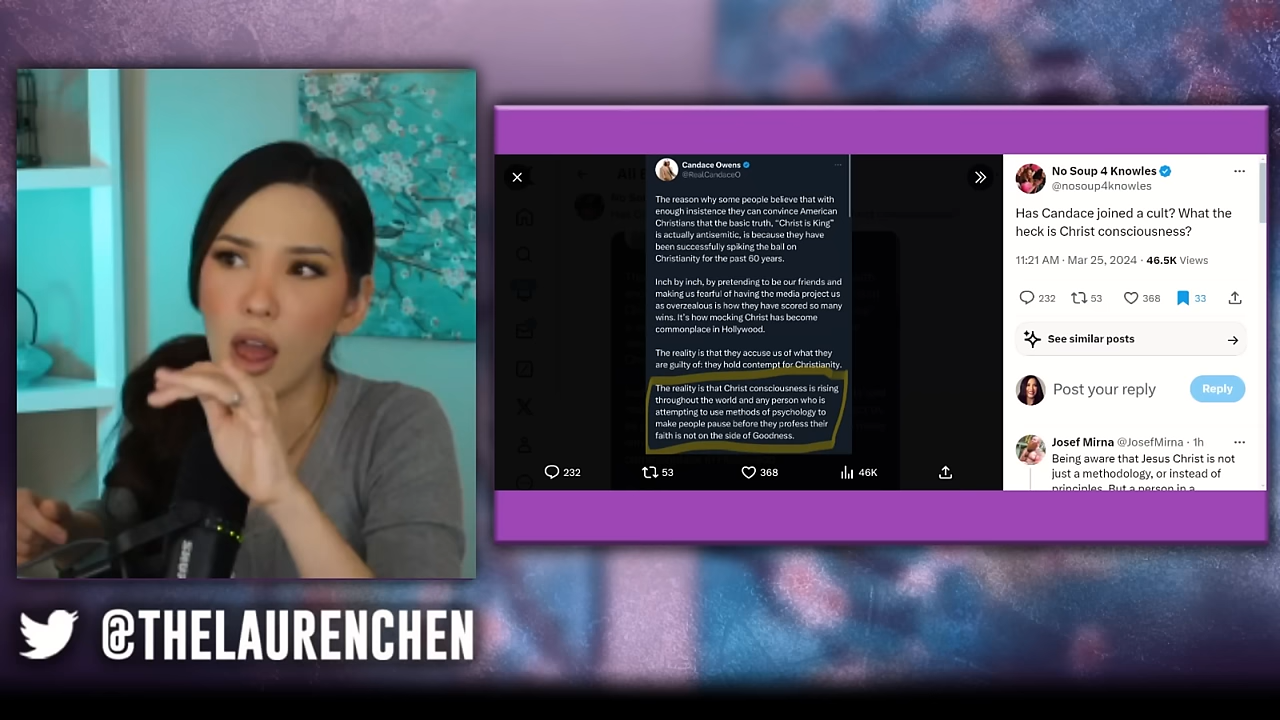 Candace Owens
@RealCandaceO
The reason why some people believe that with
enough insistence they can convince American
Christians that the basic truth, “Christ is King”
is actually antisemitic, is because they have
been successfully spiking the ball on
Christianity for the past 60 years.
Inch by inch, by pretending to be our friends and
making us fearful of having the media project us
as overzealous is how they have scored so many
wins. It’s how mocking Christ has become
commonplace in Hollywood.
The reality is that they accuse us of what they
are guilty of: they hold contempt for Christianity.
The reality is that Christ consciousness is rising
throughout the world and any person who is
attempting to use methods of psychology to
make people pause before they profess their
faith is not on the side of Goodness.
232 53 368 46K
No Soup 4 Knowles
@nosoup4knowles
Has Candace joined a cult? What the
heck is Christ consciousness?
11:21 AM · Mar 25, 2024 · 46.5K Views
232 53 368 33
See similar posts
Post your reply
Reply
Josef Mirna @JosefMirna · 1h
Being aware that Jesus Christ is not
just a methodology, or instead of
principles. But a person in a
SHURE
@THELAURENCHEN